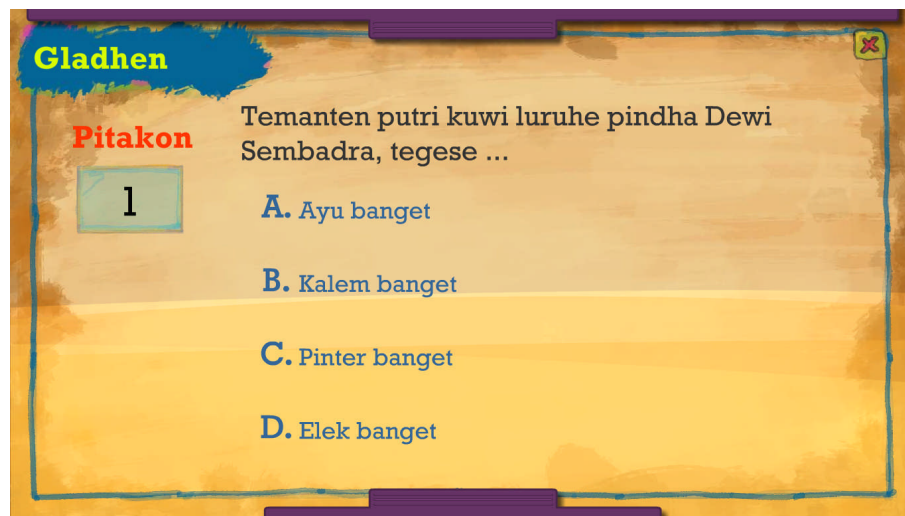 Gladhen
Pitakon
1
Temanten putri kuwi luruhe pindha Dewi
Sembadra, tegese ...
A. Ayu banget
B. Kalem banget
C. Pinter banget
D. Elek banget